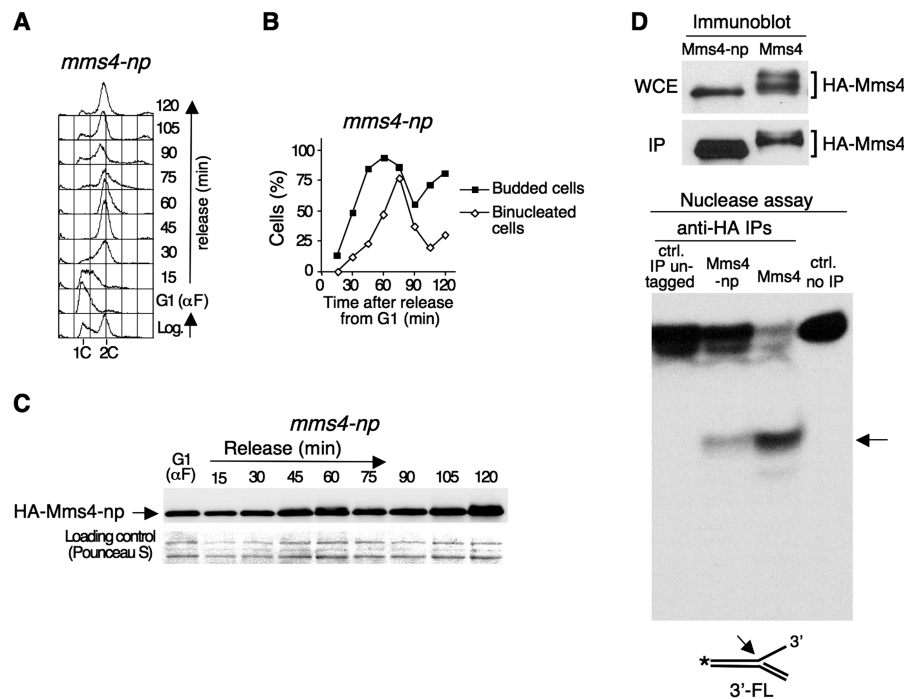 A
mms4-np
120
105
90
75
60
45
30
15
G1 (αF)
Log.
release (min)
1C 2C
B
mms4-np
100
75
50
25
0
Cells (%)
0 30 60 90 120
Time after release
from G1 (min)
Budded cells
Binucleated
cells
C
mms4-np
Release (min)
G1
(αF)
15 30 45 60 75 90 105 120
HA-Mms4-np
Loading control
(Pounceau S)
D
Immunoblot
Mms4-np Mms4
WCE HA-Mms4
IP HA-Mms4
Nuclease assay
anti-HA IPs
ctrl.
IP un-
tagged
Mms4
-np
Mms4
ctrl.
no IP
* 3'
3'-FL